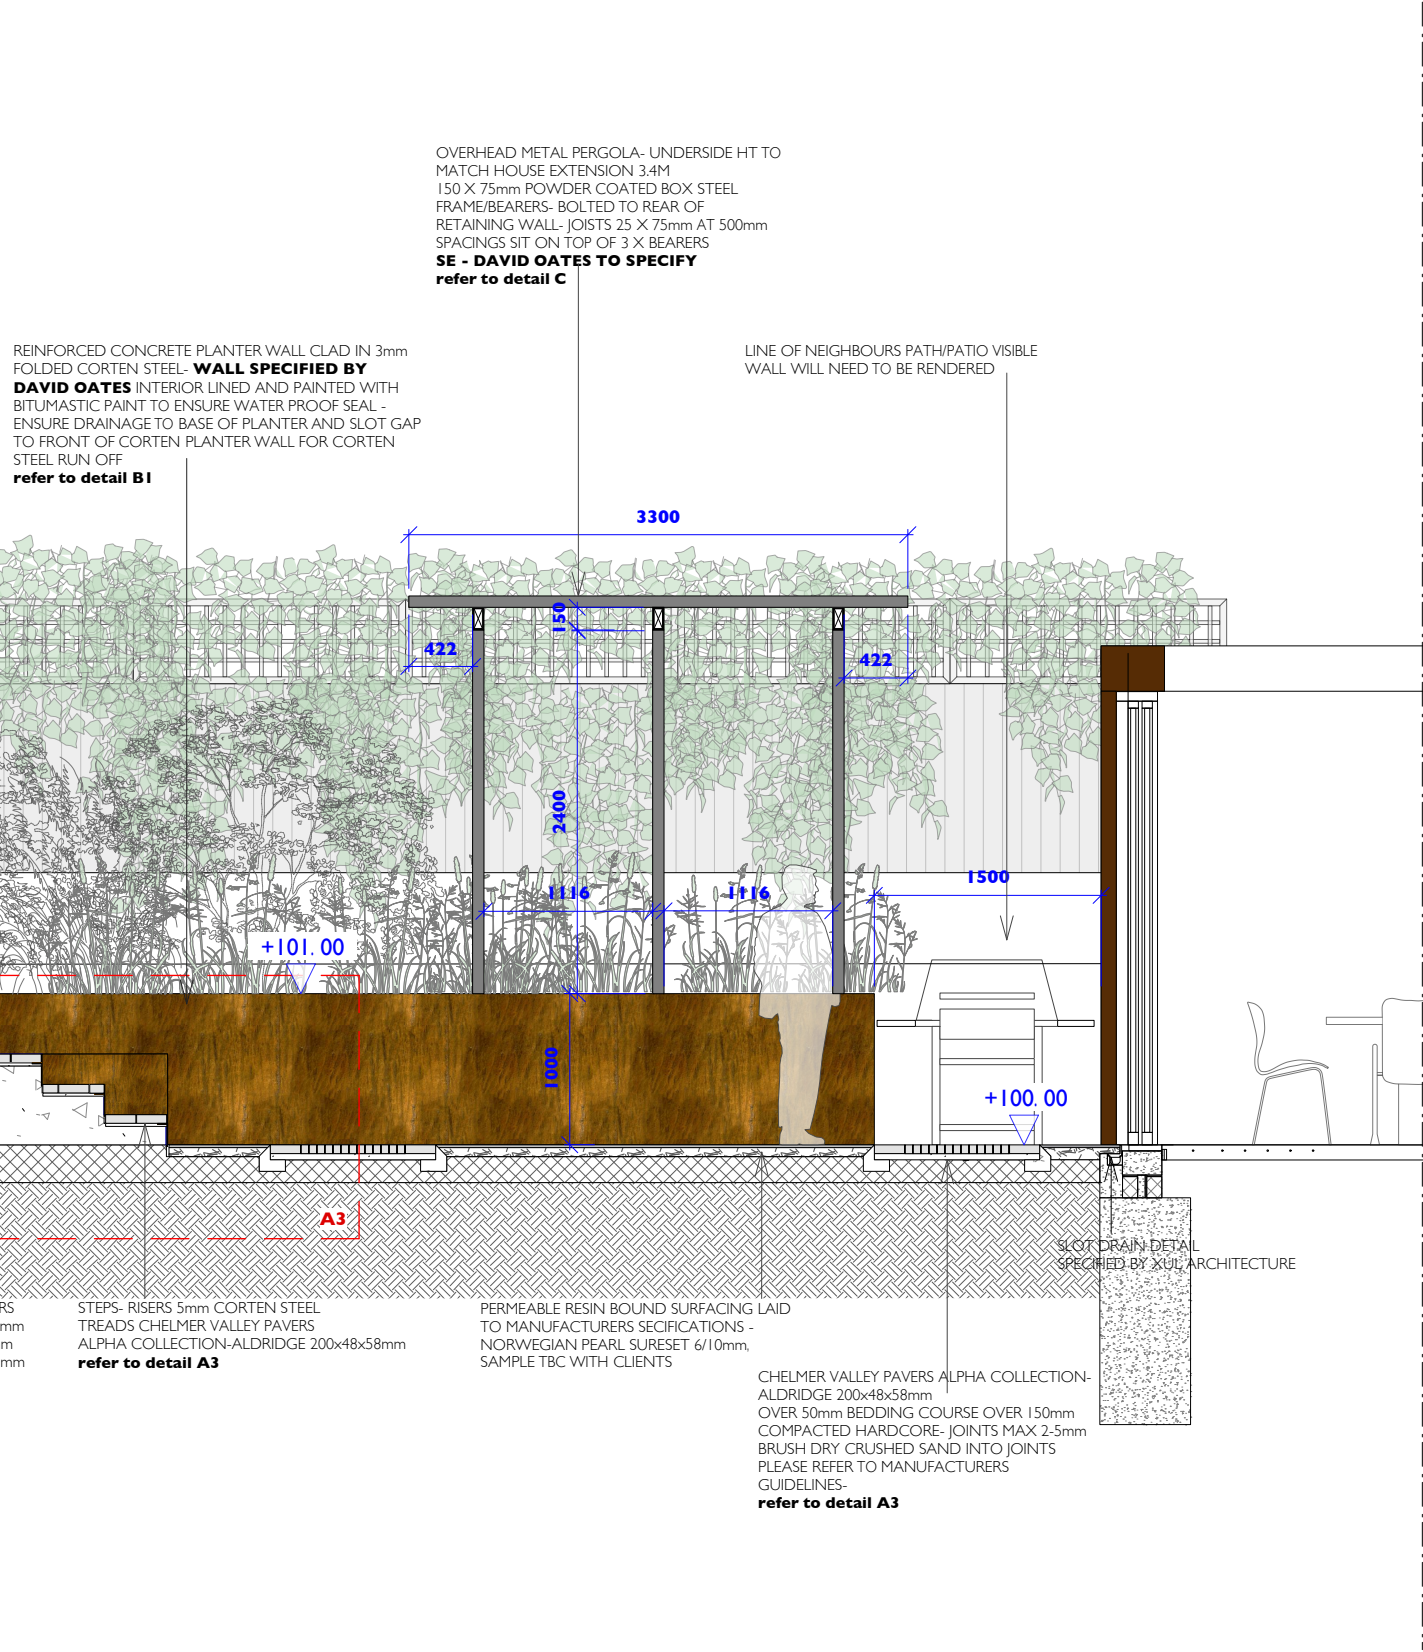 OVERHEAD METAL PERGOLA- UNDERSIDE HT TO
MATCH HOUSE EXTENSION 3.4M
150 X 75mm POWDER COATED BOX STEEL
FRAME/BEARERS- BOLTED TO REAR OF
RETAINING WALL- JOISTS 25 X 75mm AT 500mm
SPACINGS SIT ON TOP OF 3 X BEARERS
SE - DAVID OATES TO SPECIFY
refer to detail C
REINFORCED CONCRETE PLANTER WALL CLAD IN 3mm
FOLDED CORTEN STEEL- WALL SPECIFIED BY
DAVID OATES INTERIOR LINED AND PAINTED WITH
BITUMASTIC PAINT TO ENSURE WATER PROOF SEAL -
ENSURE DRAINAGE TO BASE OF PLANTER AND SLOT GAP
TO FRONT OF CORTEN PLANTER WALL FOR CORTEN
STEEL RUN OFF
refer to detail B1
LINE OF NEIGHBOURS PATH/PATIO VISIBLE
WALL WILL NEED TO BE RENDERED
3300
150
422
422
2400
1116
1116
1500
+101.00
1000
+100.00
A3
SLOT DRAIN DETAIL
SPECIFIED BY XUL ARCHITECTURE
RS
mm
m
mm
STEPS- RISERS 5mm CORTEN STEEL
TREADS CHELMER VALLEY PAVERS
ALPHA COLLECTION-ALDRIDGE 200x48x58mm
refer to detail A3
PERMEABLE RESIN BOUND SURFACING LAID
TO MANUFACTURERS SECIFICATIONS -
NORWEGIAN PEARL SURESET 6/10mm,
SAMPLE TBC WITH CLIENTS
CHELMER VALLEY PAVERS ALPHA COLLECTION-
ALDRIDGE 200x48x58mm
OVER 50mm BEDDING COURSE OVER 150mm
COMPACTED HARDCORE- JOINTS MAX 2-5mm
BRUSH DRY CRUSHED SAND INTO JOINTS
PLEASE REFER TO MANUFACTURERS
GUIDELINES-
refer to detail A3